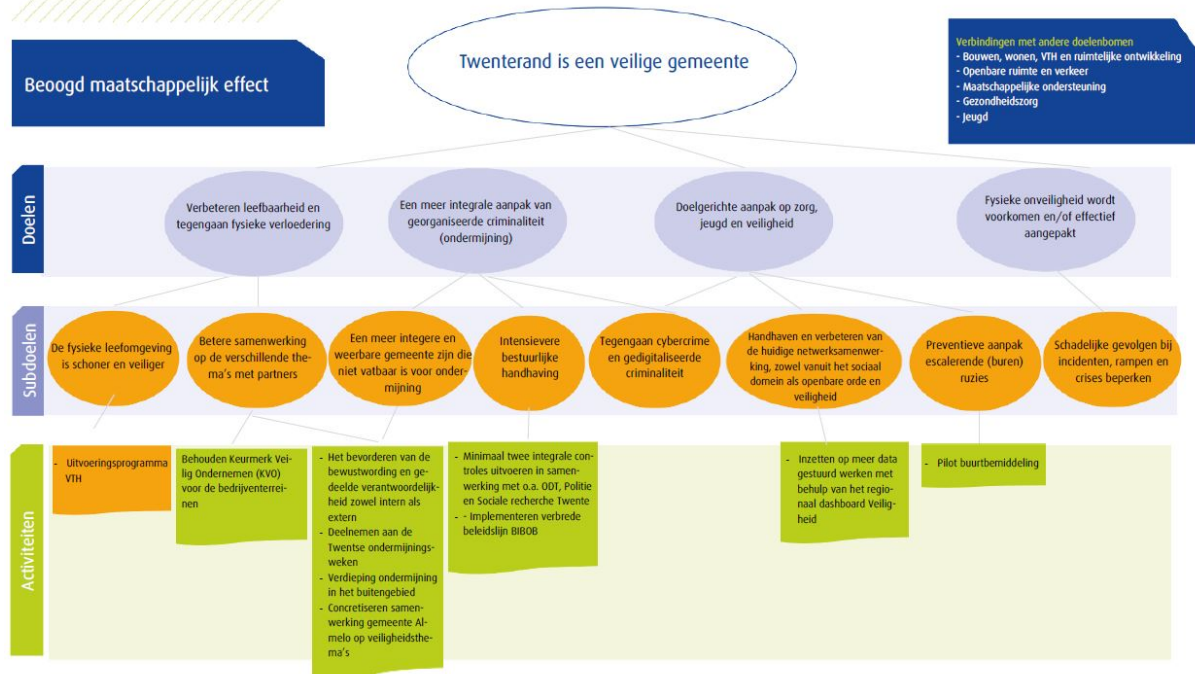 Beoogd maatschappelijk effect
Twenterand is een veilige gemeente
Verbindingen met andere doelenbomen
- Bouwen, wonen, VTH en ruimtelijke ontwikkeling
- Openbare ruimte en verkeer
- Maatschappelijke ondersteuning
- Gezondheidszorg
- Jeugd
Doelen
Verbeteren leefbaarheid en
tegengaan fysieke verloedering
Een meer integrale aanpak van
georganiseerde criminaliteit
(ondermijning)
Doelgerichte aanpak op zorg,
jeugd en veiligheid
Fysieke onveiligheid wordt
voorkomen en/of effectief
aangepakt
Subdoelen
De fysieke leefomgeving
is schoner en veiliger
Betere samenwerking
op de verschillende the-
ma's met partners
Een meer integere en
weerbare gemeente zijn die
niet vatbaar is voor onder-
mijning
Intensievere
bestuurlijke
handhaving
Tegengaan cybercrime
en gedigitaliseerde
criminaliteit
Handhaven en verbeteren van
de huidige netwerksamenwer-
king, zowel vanuit het sociaal
domein als openbare orde en
veiligheid
Preventieve aanpak
escalerende (buren)
ruzies
Schadelijke gevolgen bij
incidenten, rampen en
crises beperken
Activiteiten
- Uitvoeringsprogramma
VTH
Behouden Keurmerk Vei-
lig Ondernemen (KVO)
voor de bedrijventerrei-
nen
- Het bevorderen van de
bewustwording en ge-
deelde verantwoordelijk-
heid zowel intern als
extern
- Deelnemen aan de
Twentse ondermijnings-
weken
- Verdieping ondermijning
in het buitengebied
- Concretiseren samen-
werking gemeente Al-
melo op veiligheidsthe-
ma's
- Minimaal twee integrale con-
troles uitvoeren in samen-
werking met o.a. ODT, Politie
en Sociale recherche Twente
- - Implementeren verbrede
beleidslijn BIBOB
- Inzetten op meer data
gestuurd werken met
behulp van het regio-
naal dashboard Veilig-
heid
- Pilot buurtbemiddeling